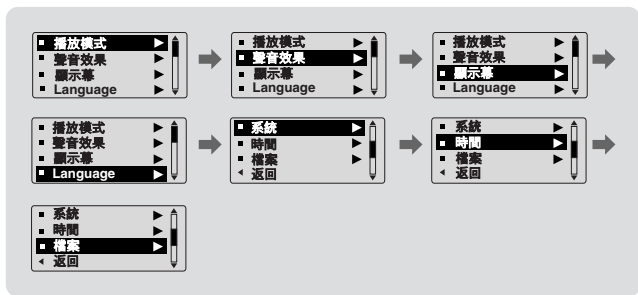 播放模式
聲音效果
顯示幕
Language
播放模式
聲音效果
顯示幕
Language
播放模式
聲音效果
顯示幕
Language
播放模式
聲音效果
顯示幕
Language
系統
時間
檔案
返回
系統
時間
檔案
返回
系統
時間
檔案
返回